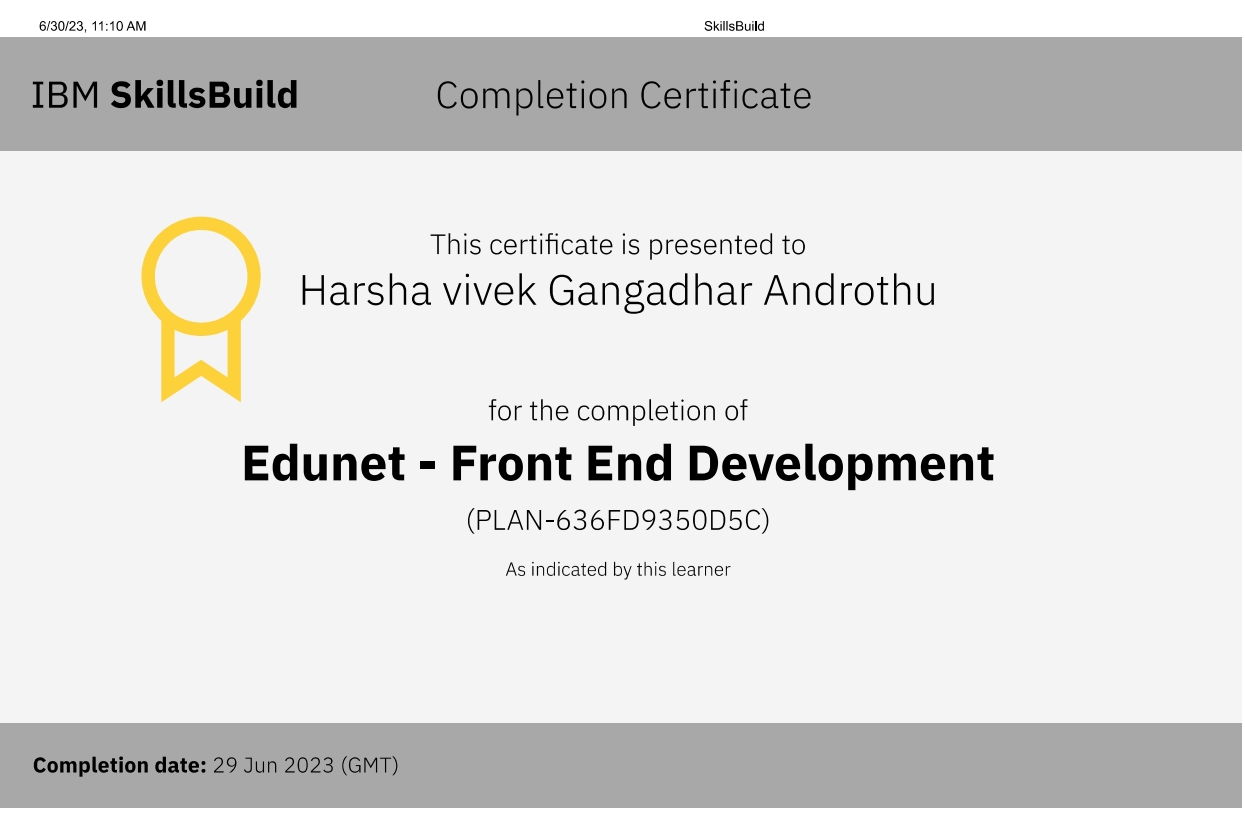 6/30/23, 11:10 AM SkillsBuild
IBM SkillsBuild Completion Certificate
This certificate is presented to
Harsha vivek Gangadhar Androthu
for the completion of
Edunet - Front End Development
(PLAN-636FD9350D5C)
As indicated by this learner
Completion date: 29 Jun 2023 (GMT)